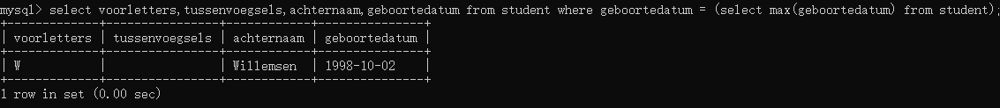 mysql> select voorletters,tussenvoegsels,achternaam,geboortedatum from student where geboortedatum = (select max(geboortedatum) from student);
+-------------+----------------+------------+---------------+
| voorletters | tussenvoegsels | achternaam | geboortedatum |
+-------------+----------------+------------+---------------+
| W           |                | Willemsen  | 1998-10-02    |
+-------------+----------------+------------+---------------+
1 row in set (0.00 sec)